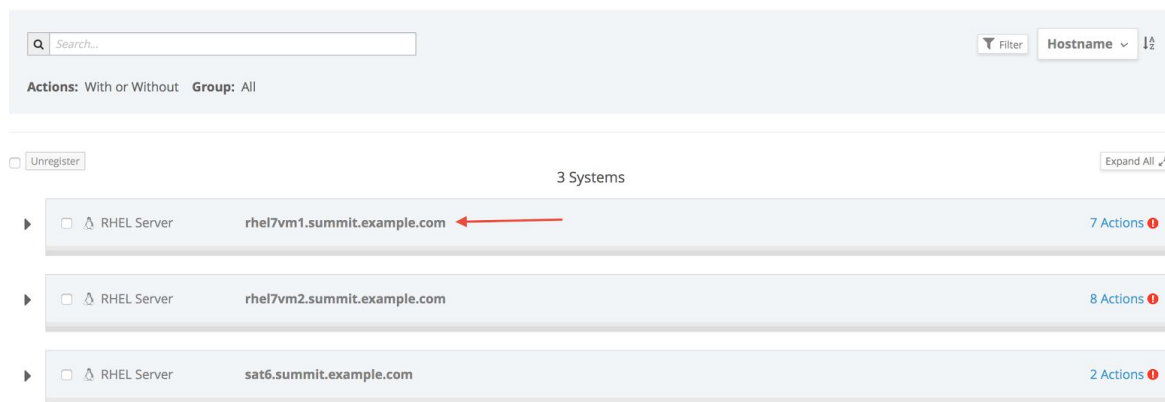 Search...
Filter
Hostname
Actions: With or Without Group: All
Unregister
Expand All
3 Systems
RHEL Server rhel7vm1.summit.example.com 7 Actions
RHEL Server rhel7vm2.summit.example.com 8 Actions
RHEL Server sat6.summit.example.com 2 Actions